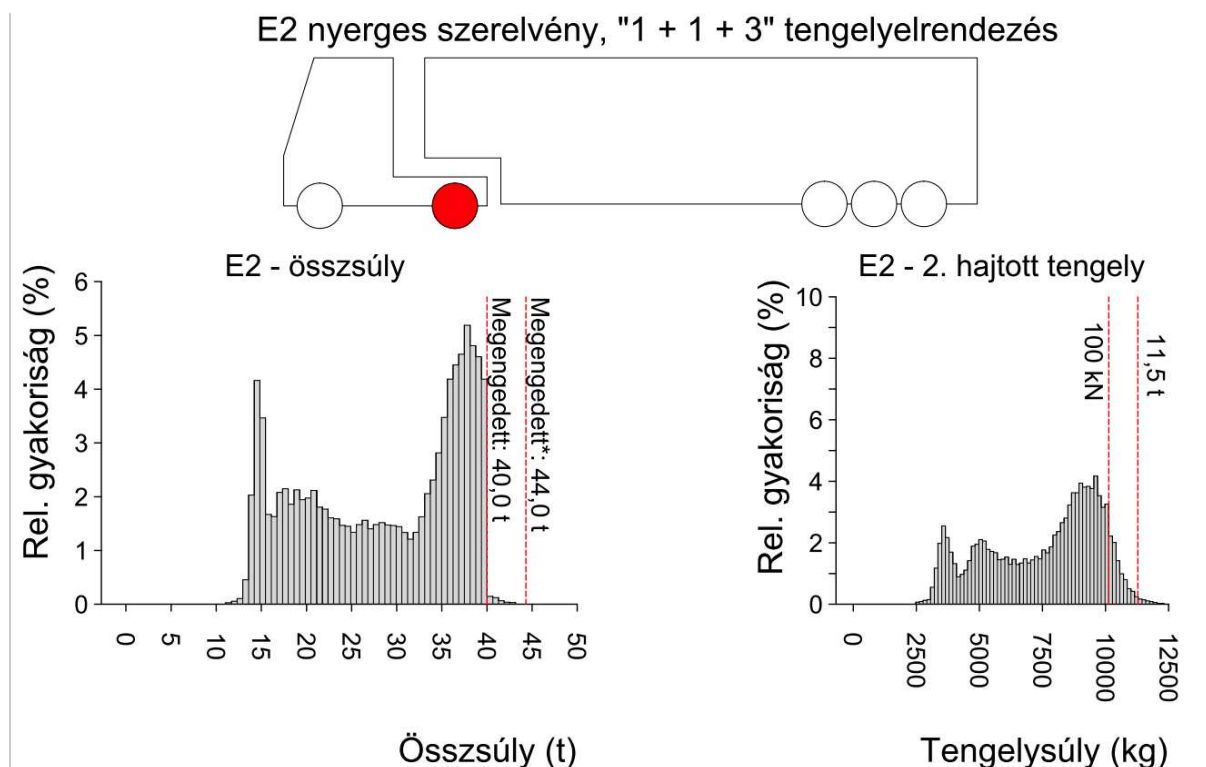 E2 nyerges szerelvény, "1 + 1 + 3" tengelyelrendezés
E2 - összsúly
Rel. gyakoriság (%)
6
5
4
3
2
1
0
Megengedett: 40,0 t
Megengedett*: 44,0 t
0 5 10 15 20 25 30 35 40 45 50
Összsúly (t)
E2 - 2. hajtott tengely
Rel. gyakoriság (%)
10
8
6
4
2
0
100 kN
11,5 t
0 2500 5000 7500 10000 12500
Tengelysúly (kg)